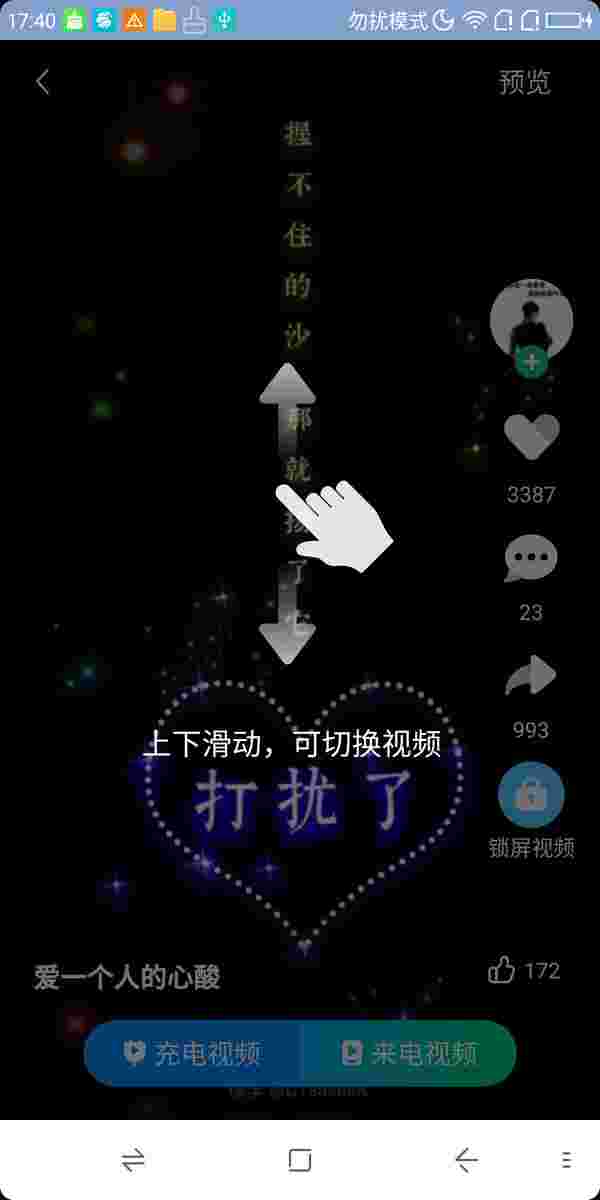 17:40
勿扰模式
预览
握不住的沙
那就扬了它
3387
23
993
上下滑动，可切换视频
打扰了
锁屏视频
爱一个人的心酸
172
充电视频
来电视频